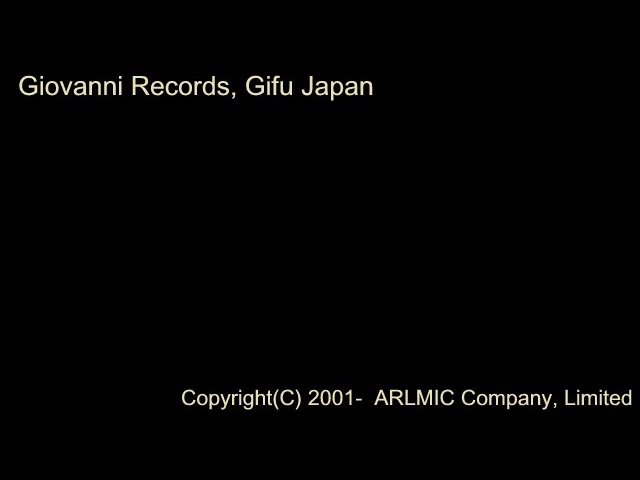 Giovanni Records, Gifu Japan
Copyright(C) 2001-  ARLMIC Company, Limited